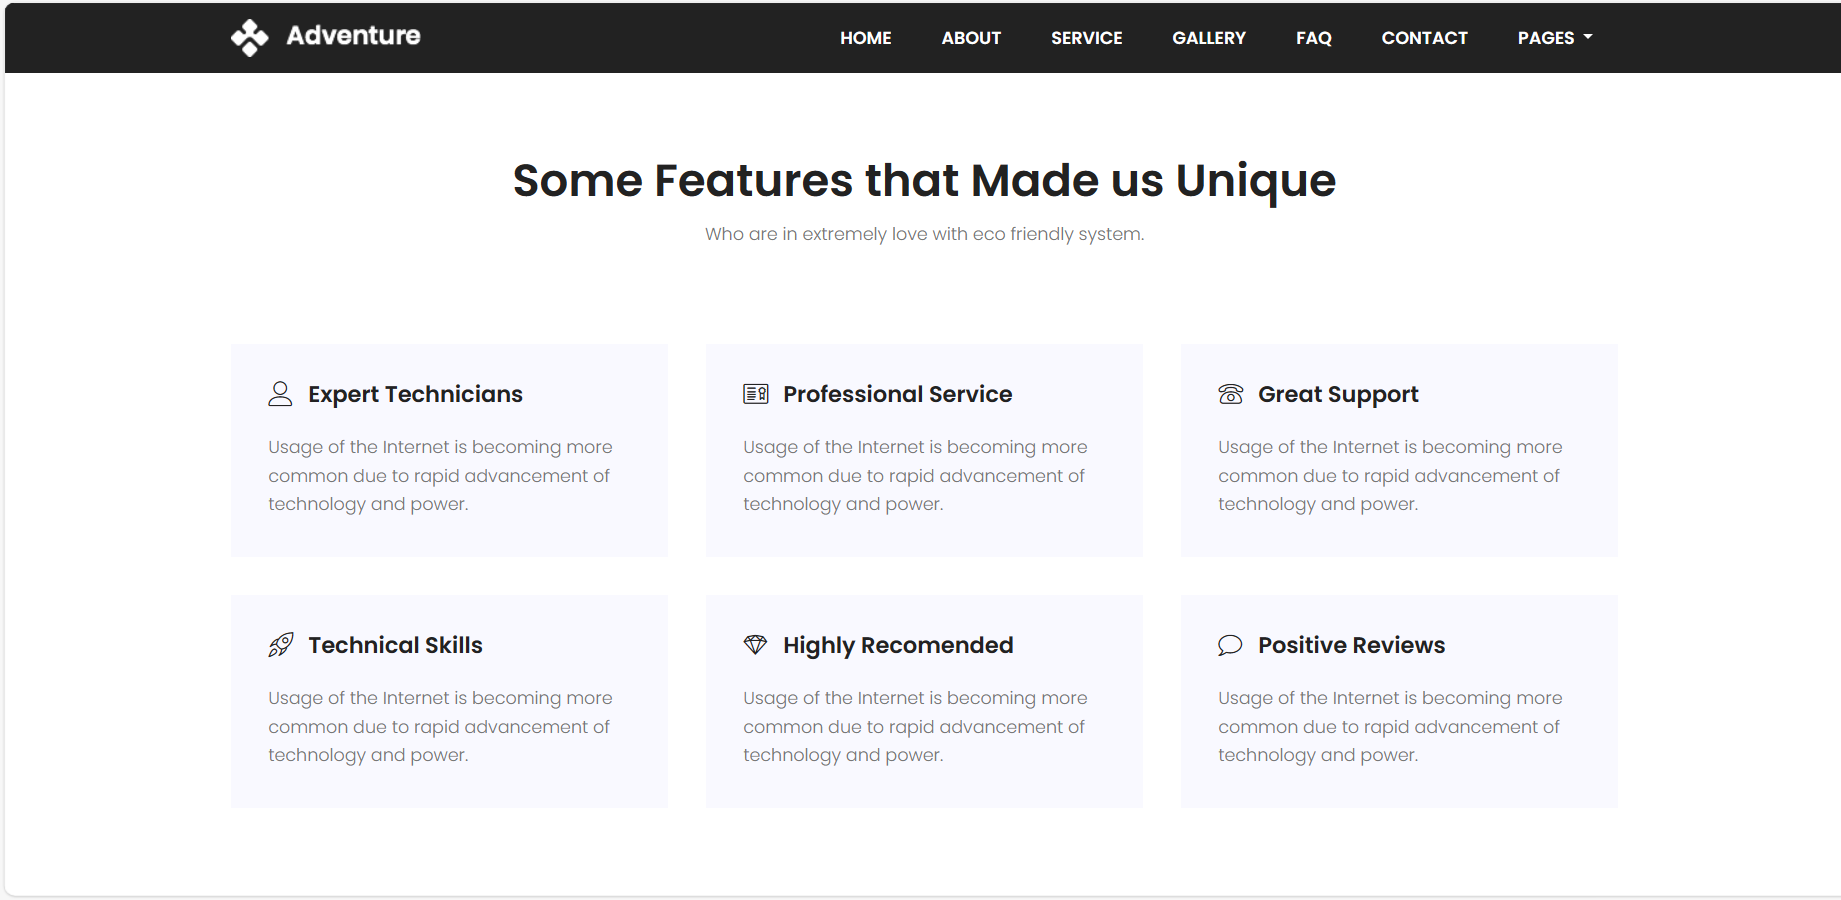 Adventure HOME ABOUT SERVICE GALLERY FAQ CONTACT PAGES
Some Features that Made us Unique
Who are in extremely love with eco friendly system.
Expert Technicians
Usage of the Internet is becoming more
common due to rapid advancement of
technology and power.
Professional Service
Usage of the Internet is becoming more
common due to rapid advancement of
technology and power.
Great Support
Usage of the Internet is becoming more
common due to rapid advancement of
technology and power.
Technical Skills
Usage of the Internet is becoming more
common due to rapid advancement of
technology and power.
Highly Recomended
Usage of the Internet is becoming more
common due to rapid advancement of
technology and power.
Positive Reviews
Usage of the Internet is becoming more
common due to rapid advancement of
technology and power.